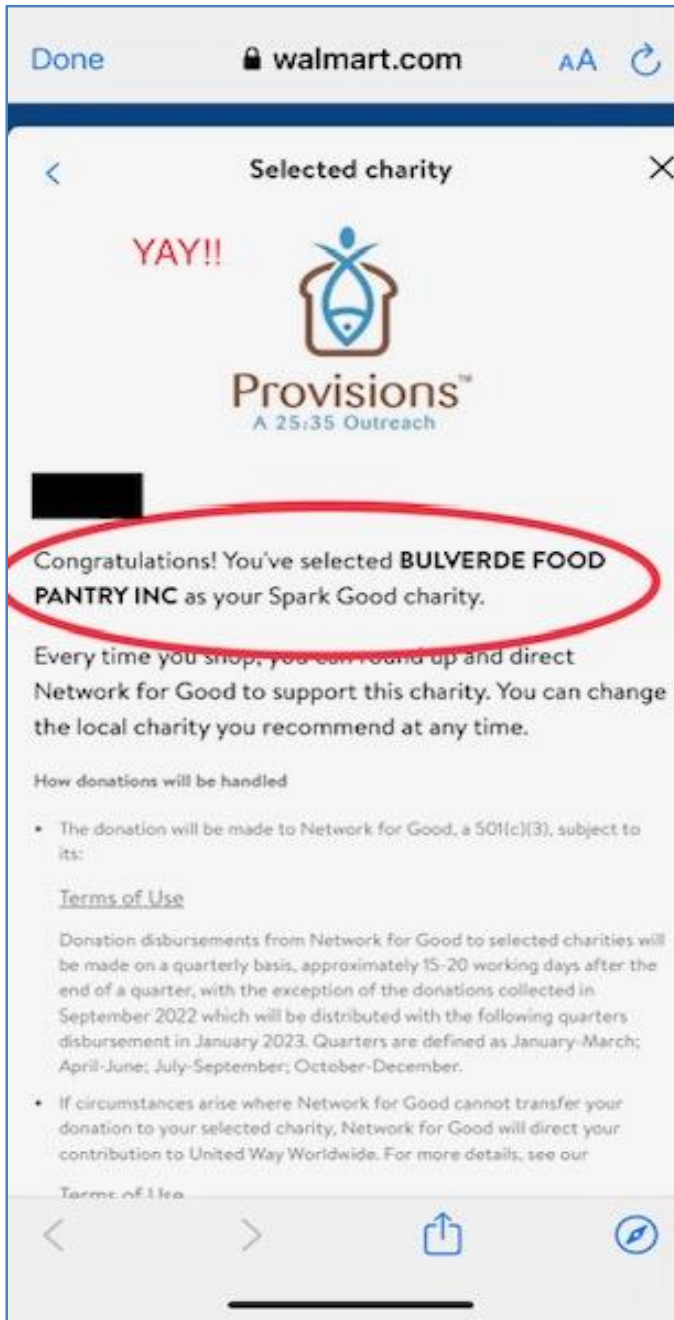 Done walmart.com AA
Selected charity
YAY!!
Provisions™
A 25:35 Outreach
Congratulations! You've selected BULVERDE FOOD
PANTRY INC as your Spark Good charity.
Every time you shop, you can round up and direct
Network for Good to support this charity. You can change
the local charity you recommend at any time.
How donations will be handled
• The donation will be made to Network for Good, a 501(c)(3), subject to
its:
Terms of Use
Donation disbursements from Network for Good to selected charities will
be made on a quarterly basis, approximately 15-20 working days after the
end of a quarter, with the exception of the donations collected in
September 2022 which will be distributed with the following quarters
disbursement in January 2023. Quarters are defined as January-March;
April-June; July-September; October-December.
• If circumstances arise where Network for Good cannot transfer your
donation to your selected charity, Network for Good will direct your
contribution to United Way Worldwide. For more details, see our
Terms of Use